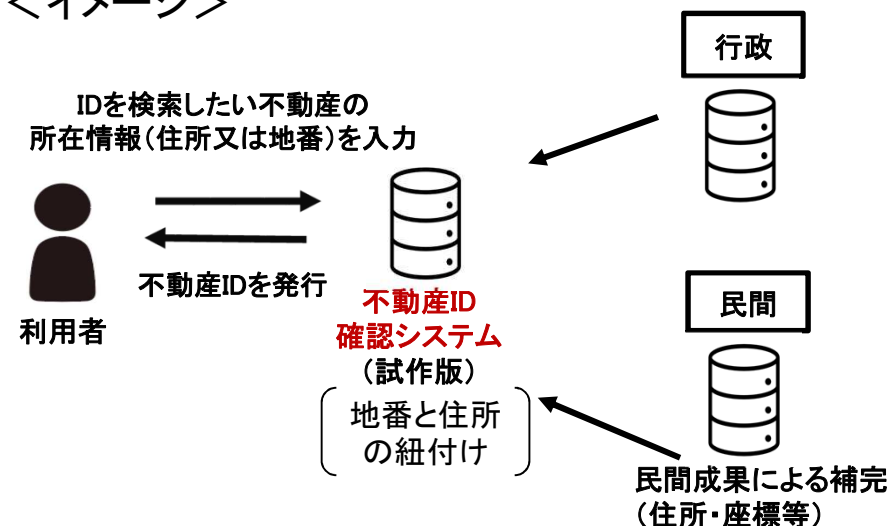 ＜イメージ＞
行政
IDを検索したい不動産の
所在情報（住所又は地番）を入力
不動産IDを発行
利用者
不動産ID
確認システム
（試作版）
地番と住所
の紐付け
民間
民間成果による補完
（住所・座標等）